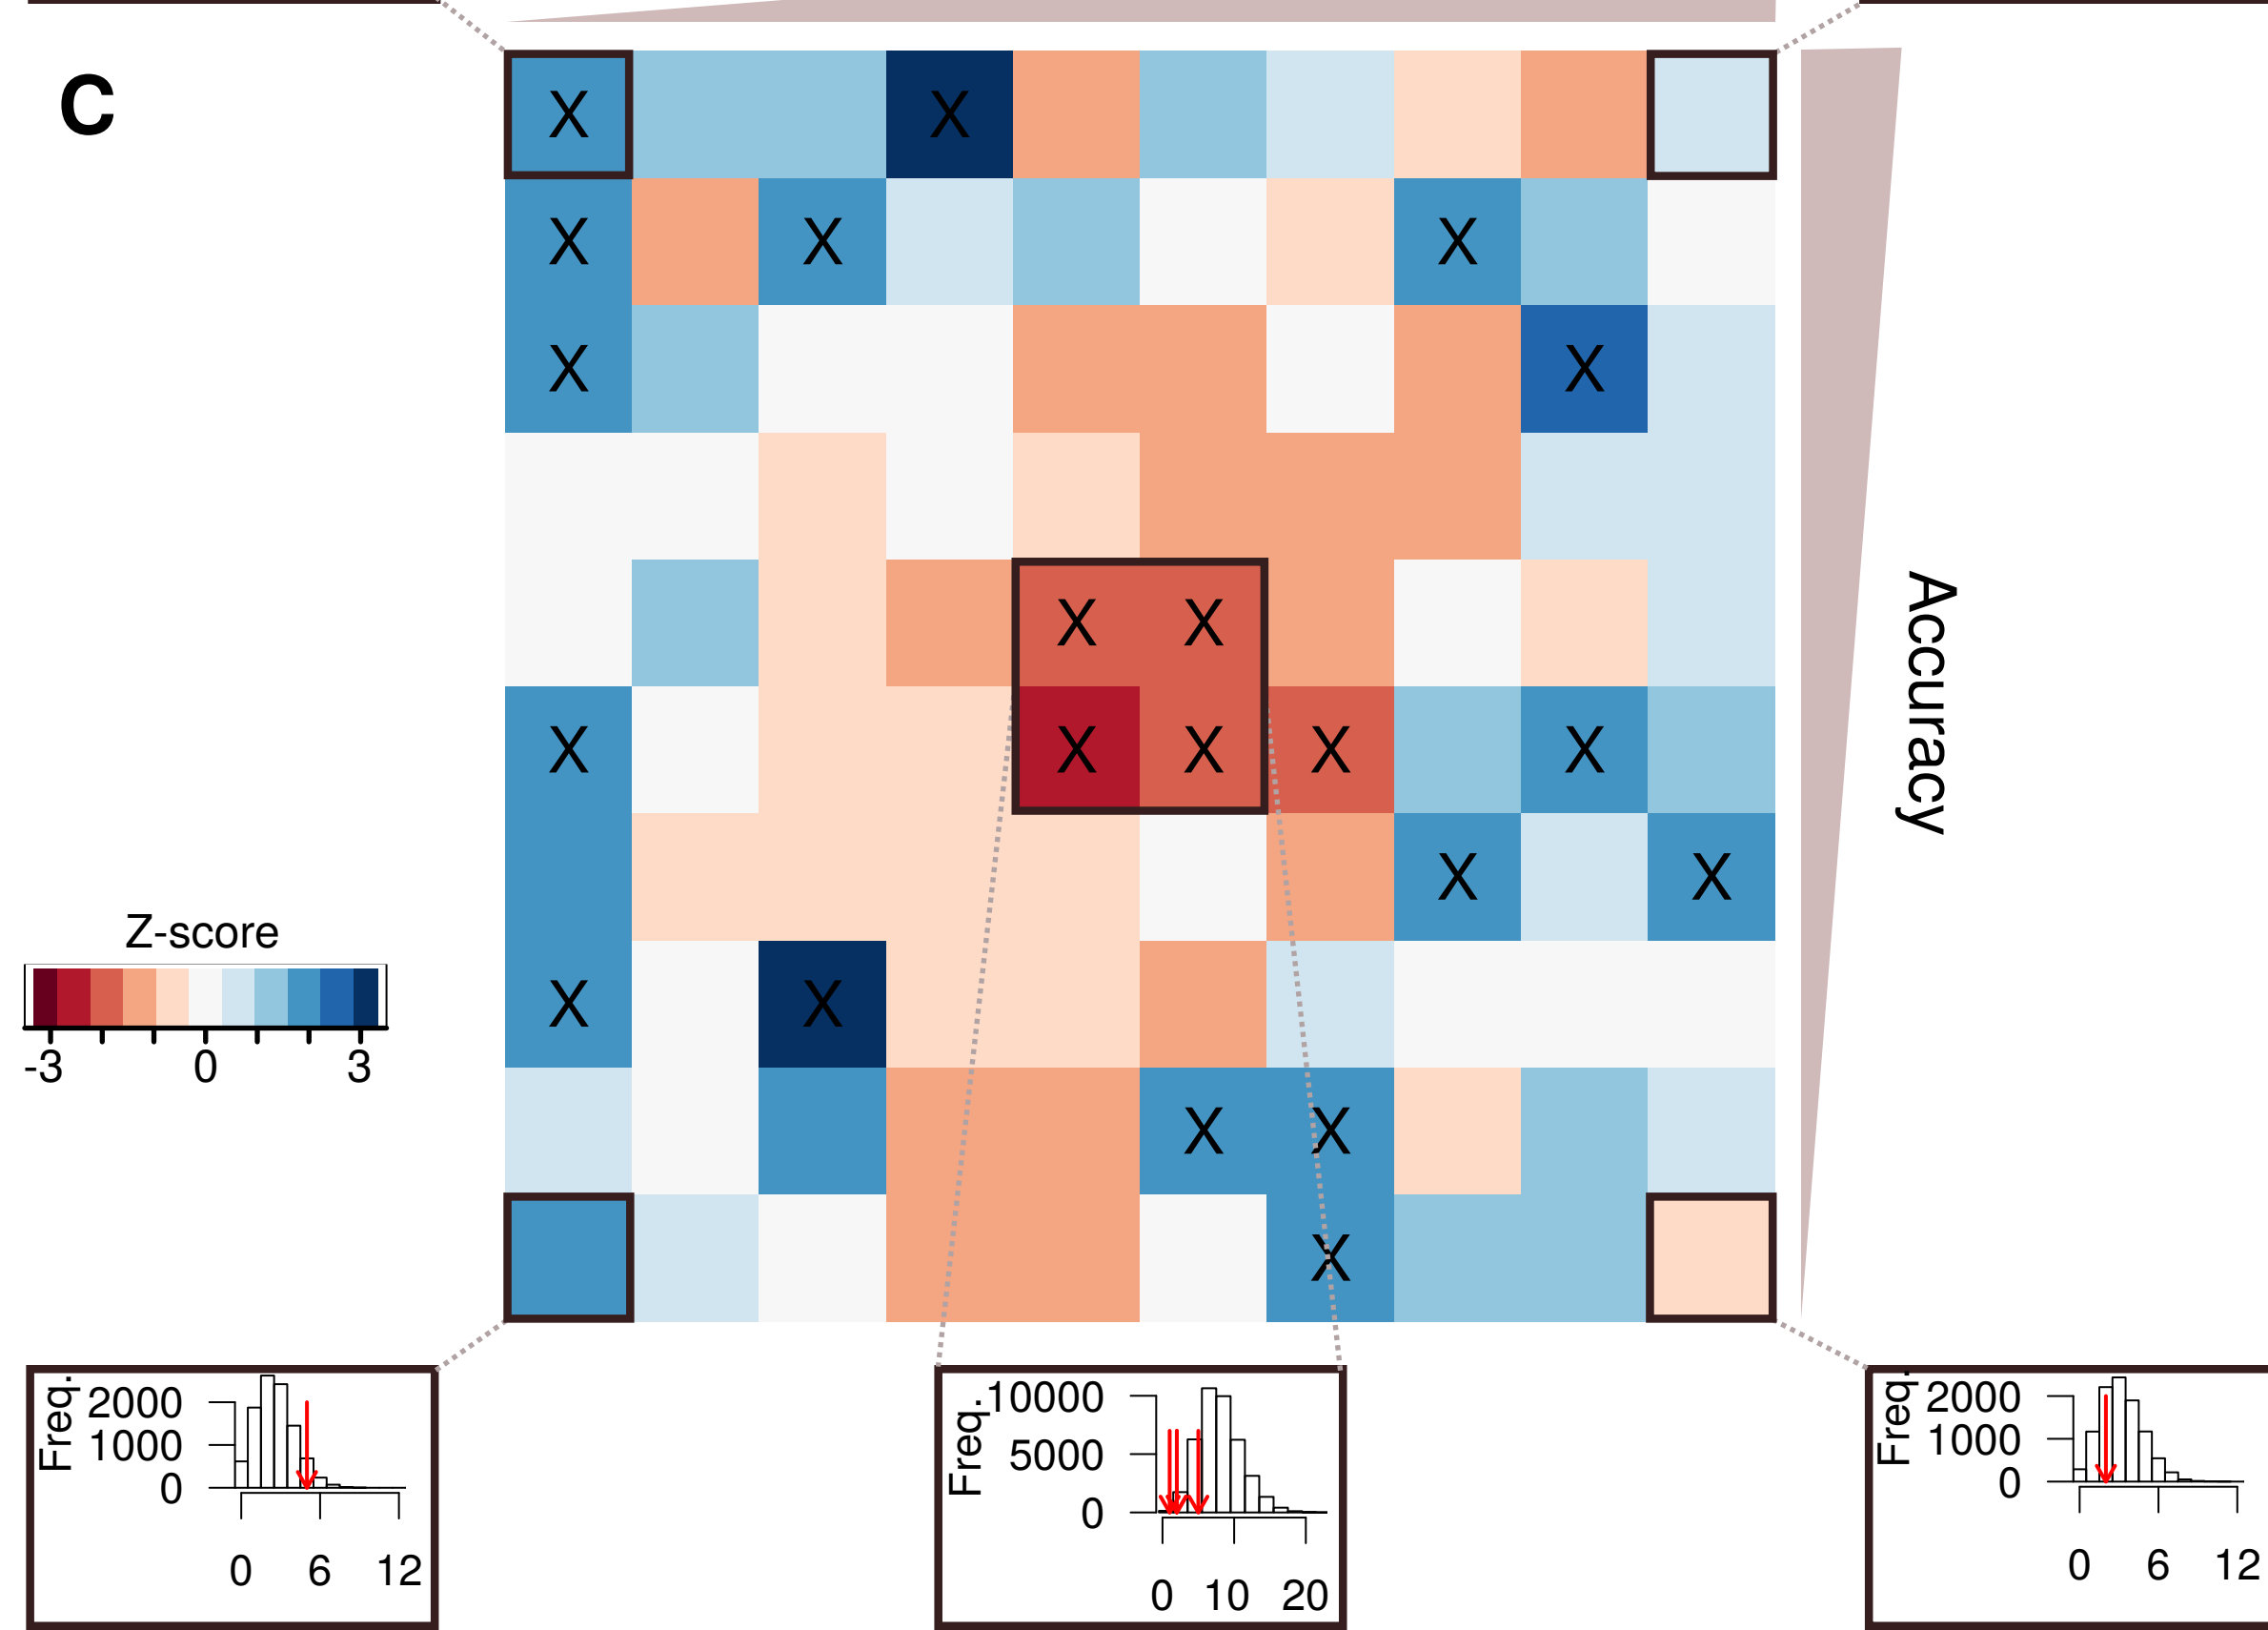 C
X X
X X X
X X
X X
X X X X X
X X
X X
X X
X
Accuracy
Z-score
-3 0 3
Freq.
2000
1000
0
0 6 12
Freq.
10000
5000
0
0 10 20
Freq.
2000
1000
0
0 6 12